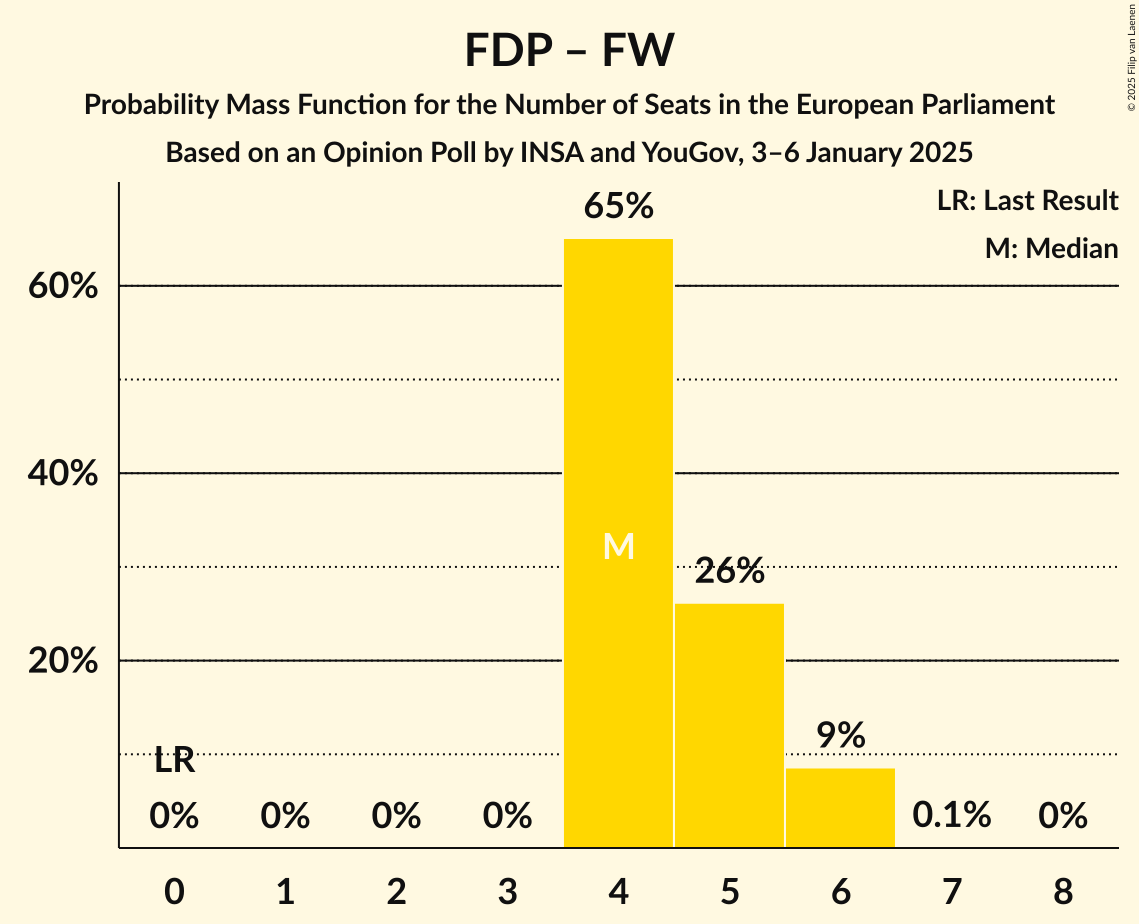 FDP – FW
Probability Mass Function for the Number of Seats in the European Parliament
Based on an Opinion Poll by INSA and YouGov, 3–6 January 2025
© 2025 Filip van Laenen
LR: Last Result
M: Median
65%
60%
40%
M
26%
20%
9%
LR
0% 0% 0% 0% 0.1% 0%
0 1 2 3 4 5 6 7 8